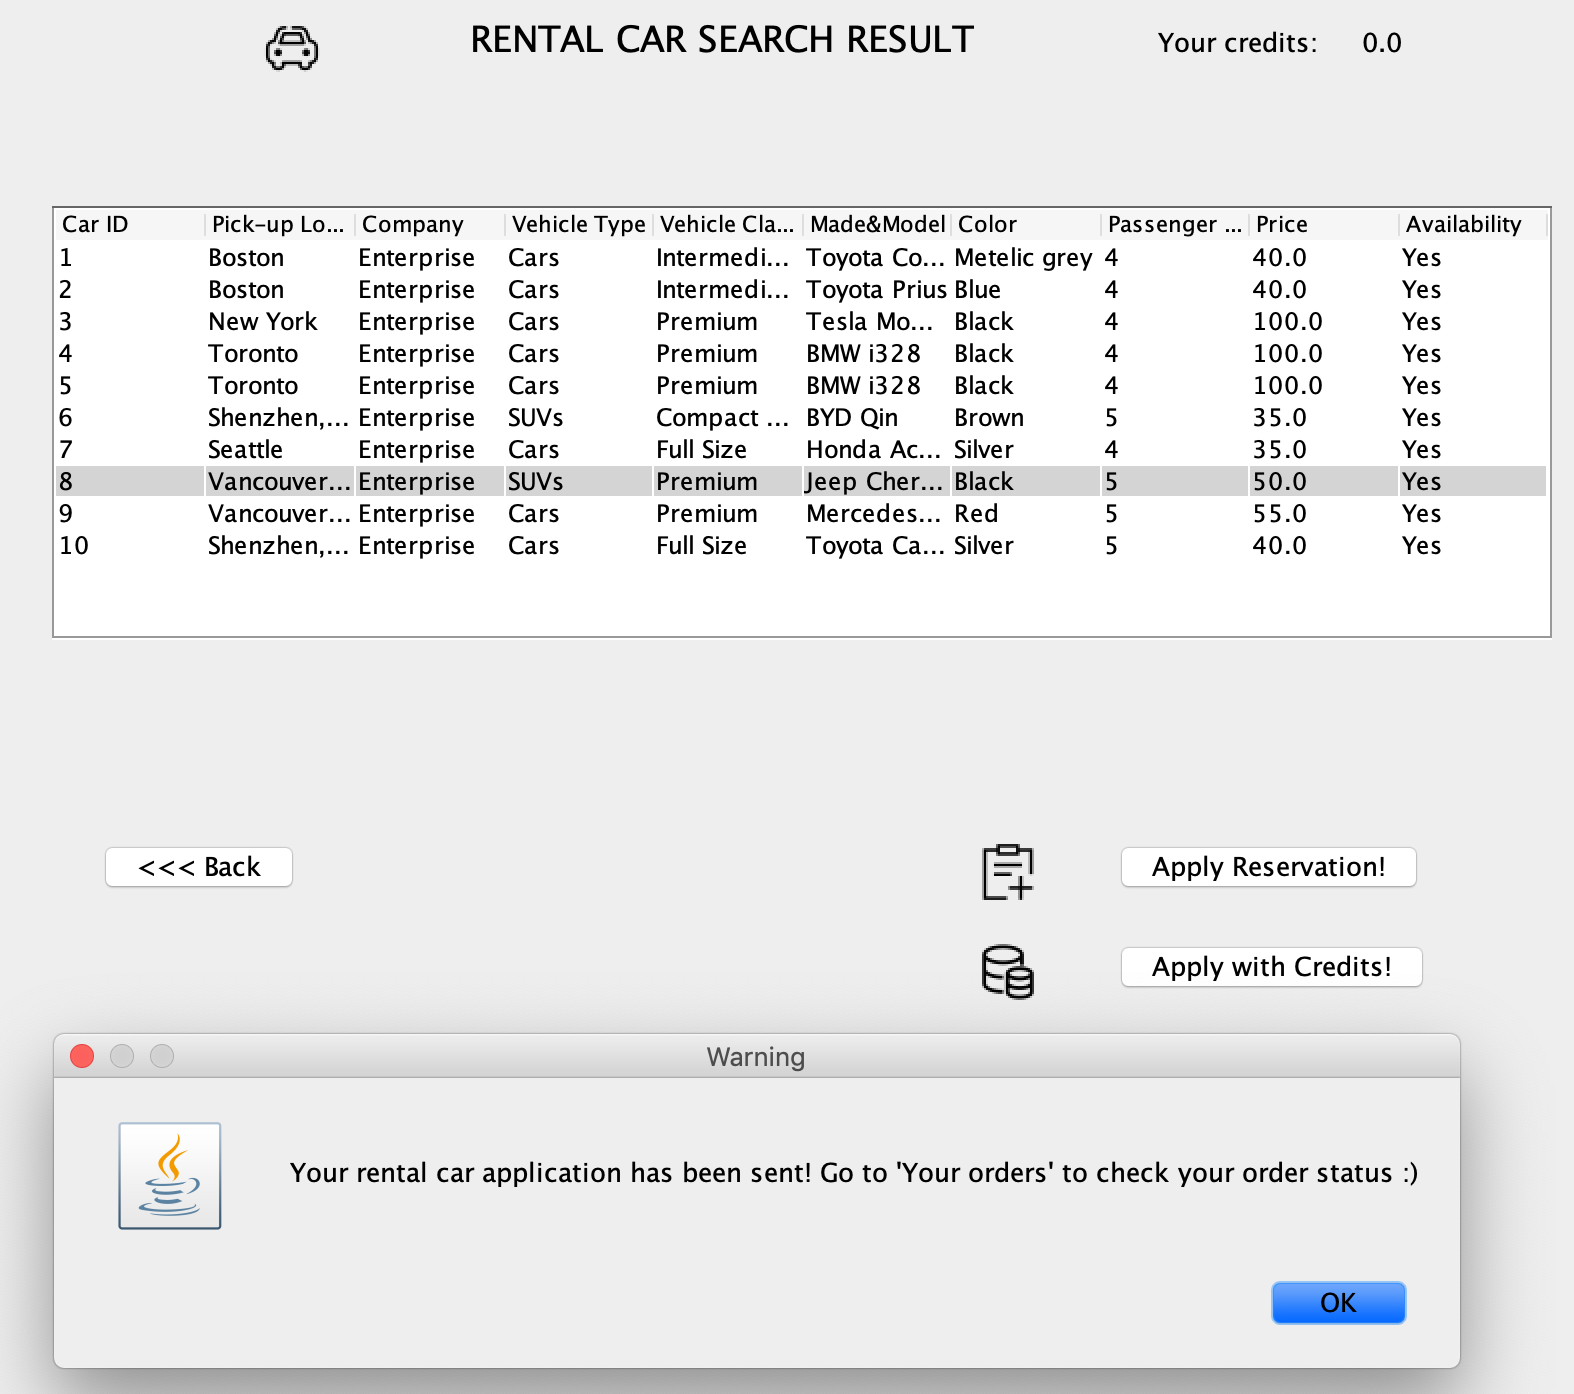 RENTAL CAR SEARCH RESULT Your credits: 0.0
Car ID Pick-up Lo... Company Vehicle Type Vehicle Cla... Made&Model Color Passenger ... Price Availability
1 Boston Enterprise Cars Intermedi... Toyota Co... Metelic grey 4 40.0 Yes
2 Boston Enterprise Cars Intermedi... Toyota Prius Blue 4 40.0 Yes
3 New York Enterprise Cars Premium Tesla Mo... Black 4 100.0 Yes
4 Toronto Enterprise Cars Premium BMW i328 Black 4 100.0 Yes
5 Toronto Enterprise Cars Premium BMW i328 Black 4 100.0 Yes
6 Shenzhen,... Enterprise SUVs Compact ... BYD Qin Brown 5 35.0 Yes
7 Seattle Enterprise Cars Full Size Honda Ac... Silver 4 35.0 Yes
8 Vancouver... Enterprise SUVs Premium Jeep Cher... Black 5 50.0 Yes
9 Vancouver... Enterprise Cars Premium Mercedes... Red 5 55.0 Yes
10 Shenzhen,... Enterprise Cars Full Size Toyota Ca... Silver 5 40.0 Yes
<<< Back Apply Reservation!
Apply with Credits!
Warning
Your rental car application has been sent! Go to 'Your orders' to check your order status :)
OK